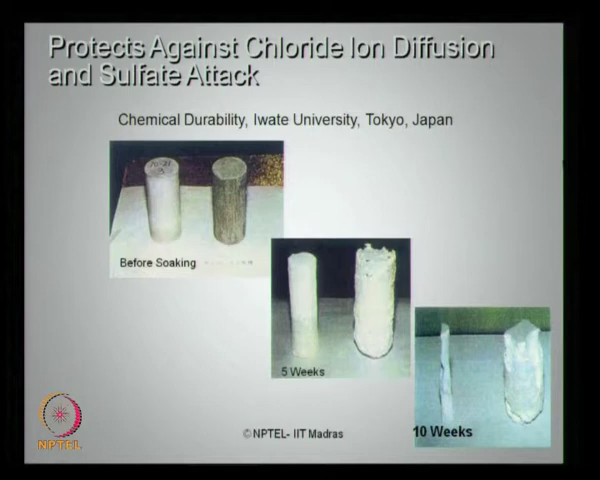 Protects Against Chloride Ion Diffusion
and Sulfate Attack
Chemical Durability, Iwate University, Tokyo, Japan
Before Soaking
5 Weeks
10 Weeks
NPTEL
©NPTEL- IIT Madras